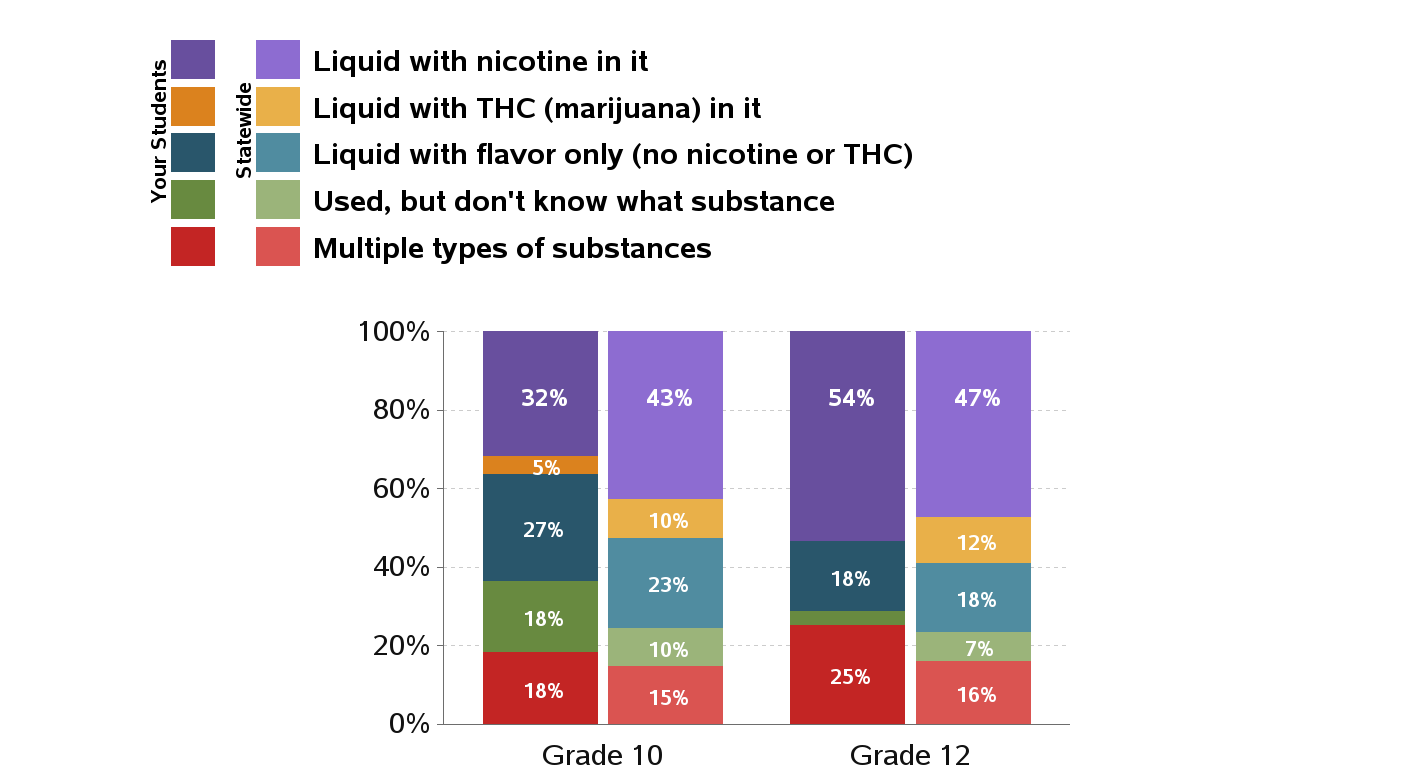 Your Students
Statewide
Liquid with nicotine in it
Liquid with THC (marijuana) in it
Liquid with flavor only (no nicotine or THC)
Used, but don't know what substance
Multiple types of substances
100%
80%
60%
40%
20%
0%
32%
5%
27%
18%
18%
43%
10%
23%
10%
15%
54%
18%
25%
47%
12%
18%
7%
16%
Grade 10
Grade 12